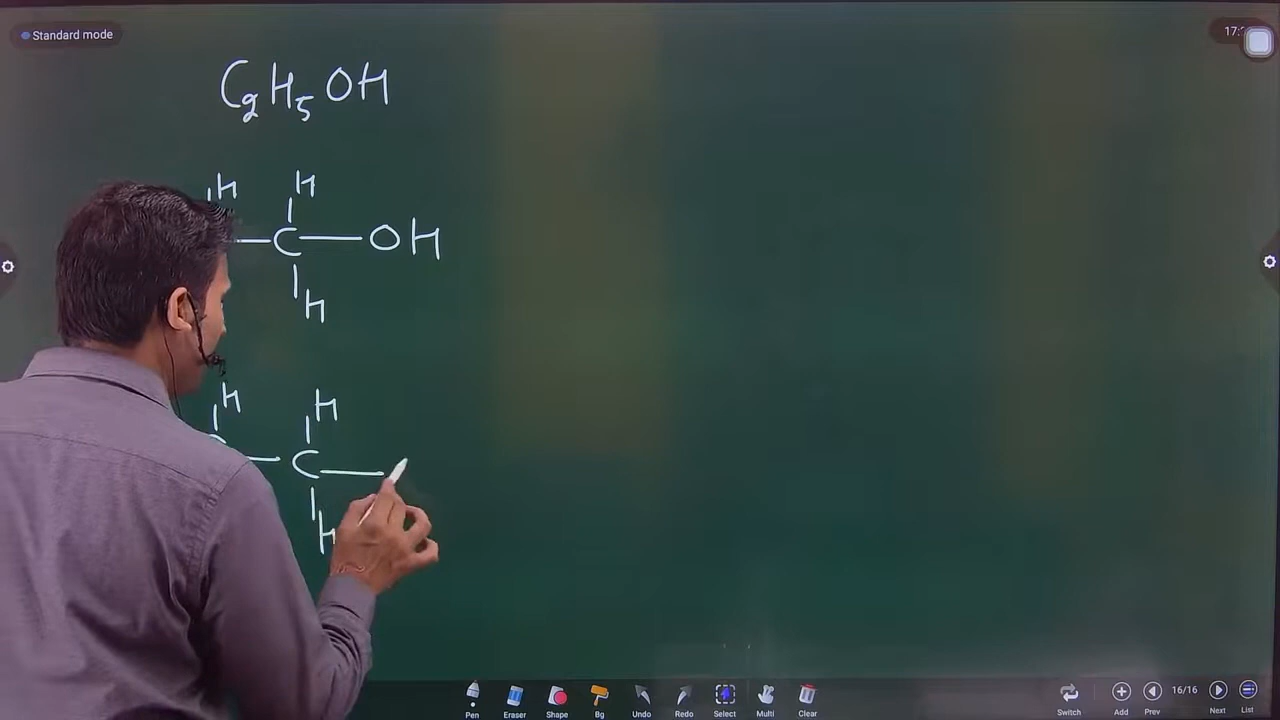 Standard mode
17:
C₂H₅OH
H H
C OH
H
H H
C
H
Pen Eraser Shape Bg Undo Redo Select Multi Clear Switch Add Prev 16/16 Next List